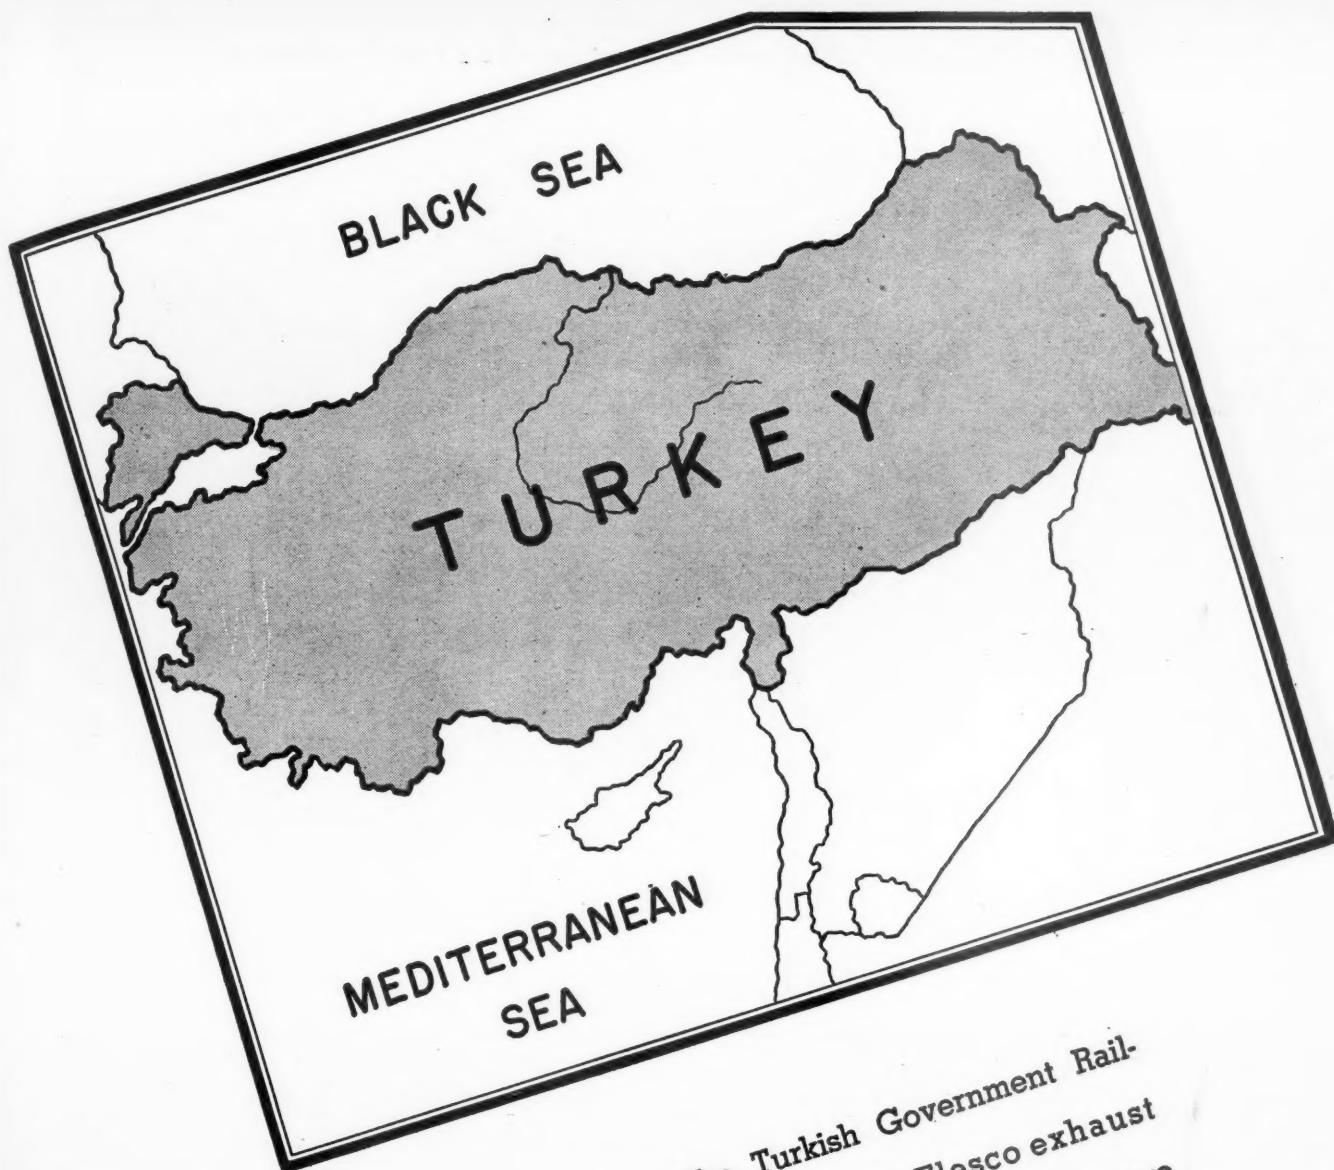 BLACK SEA
TURKEY
MEDITERRANEAN
SEA
Turkish Government Rail-
Elesco exhaust